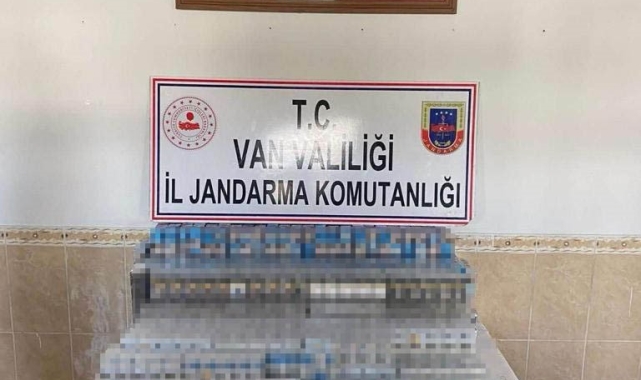 T.C.
VAN VALİLİĞİ
İL JANDARMA KOMUTANLIĞI